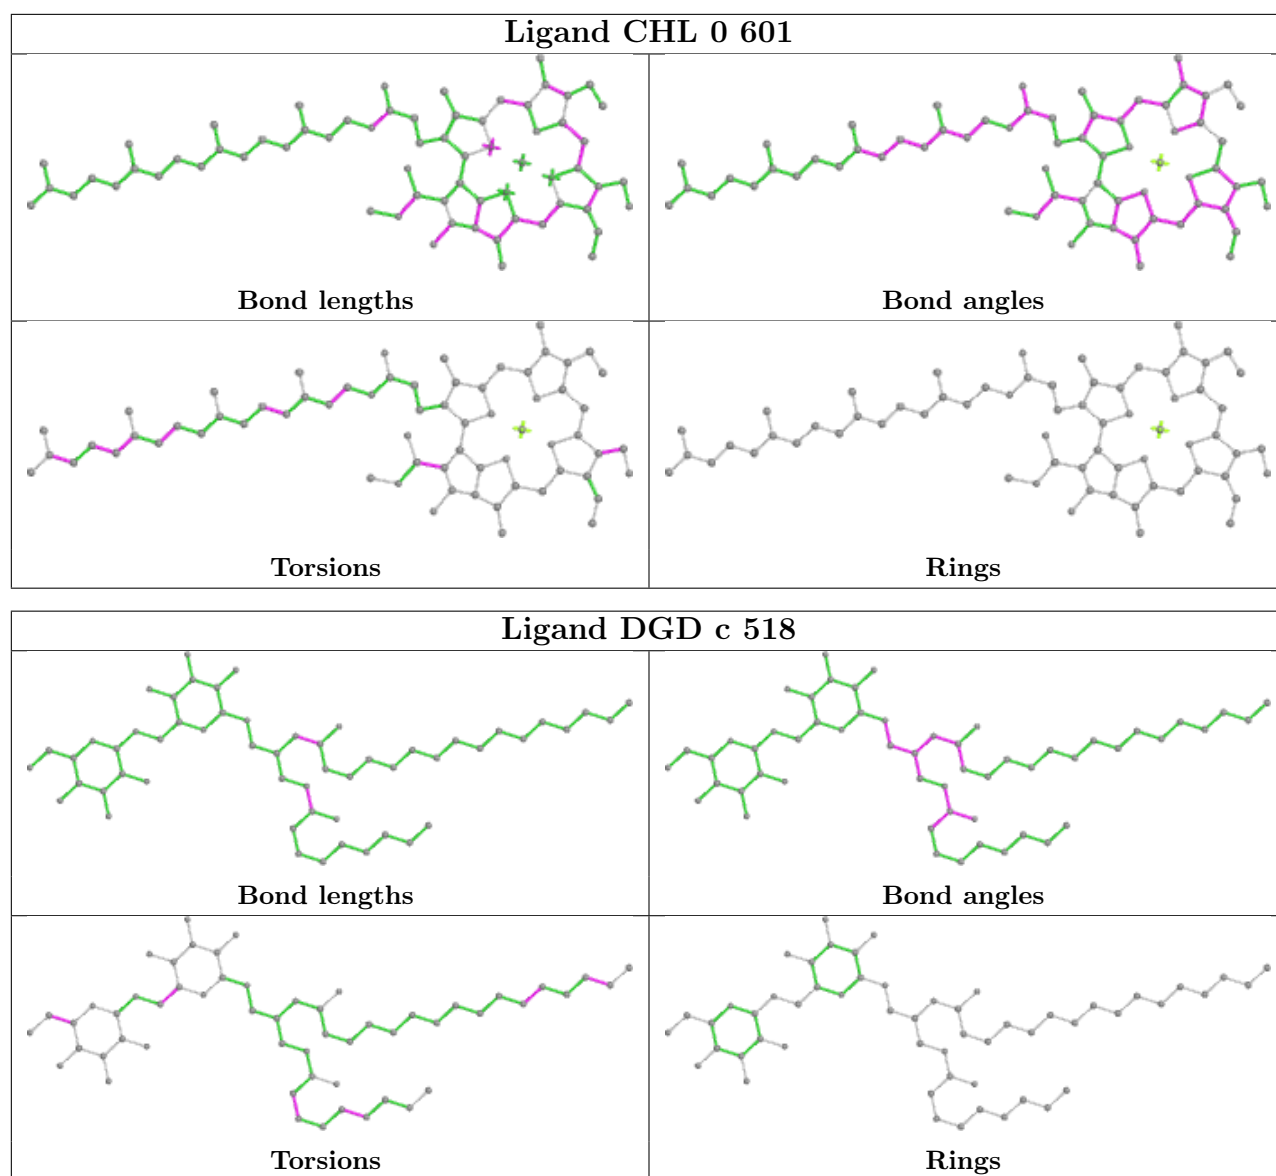 Ligand CHL 0 601
Bond lengths
Bond angles
Torsions
Rings
Ligand DGD c 518
Bond lengths
Bond angles
Torsions
Rings